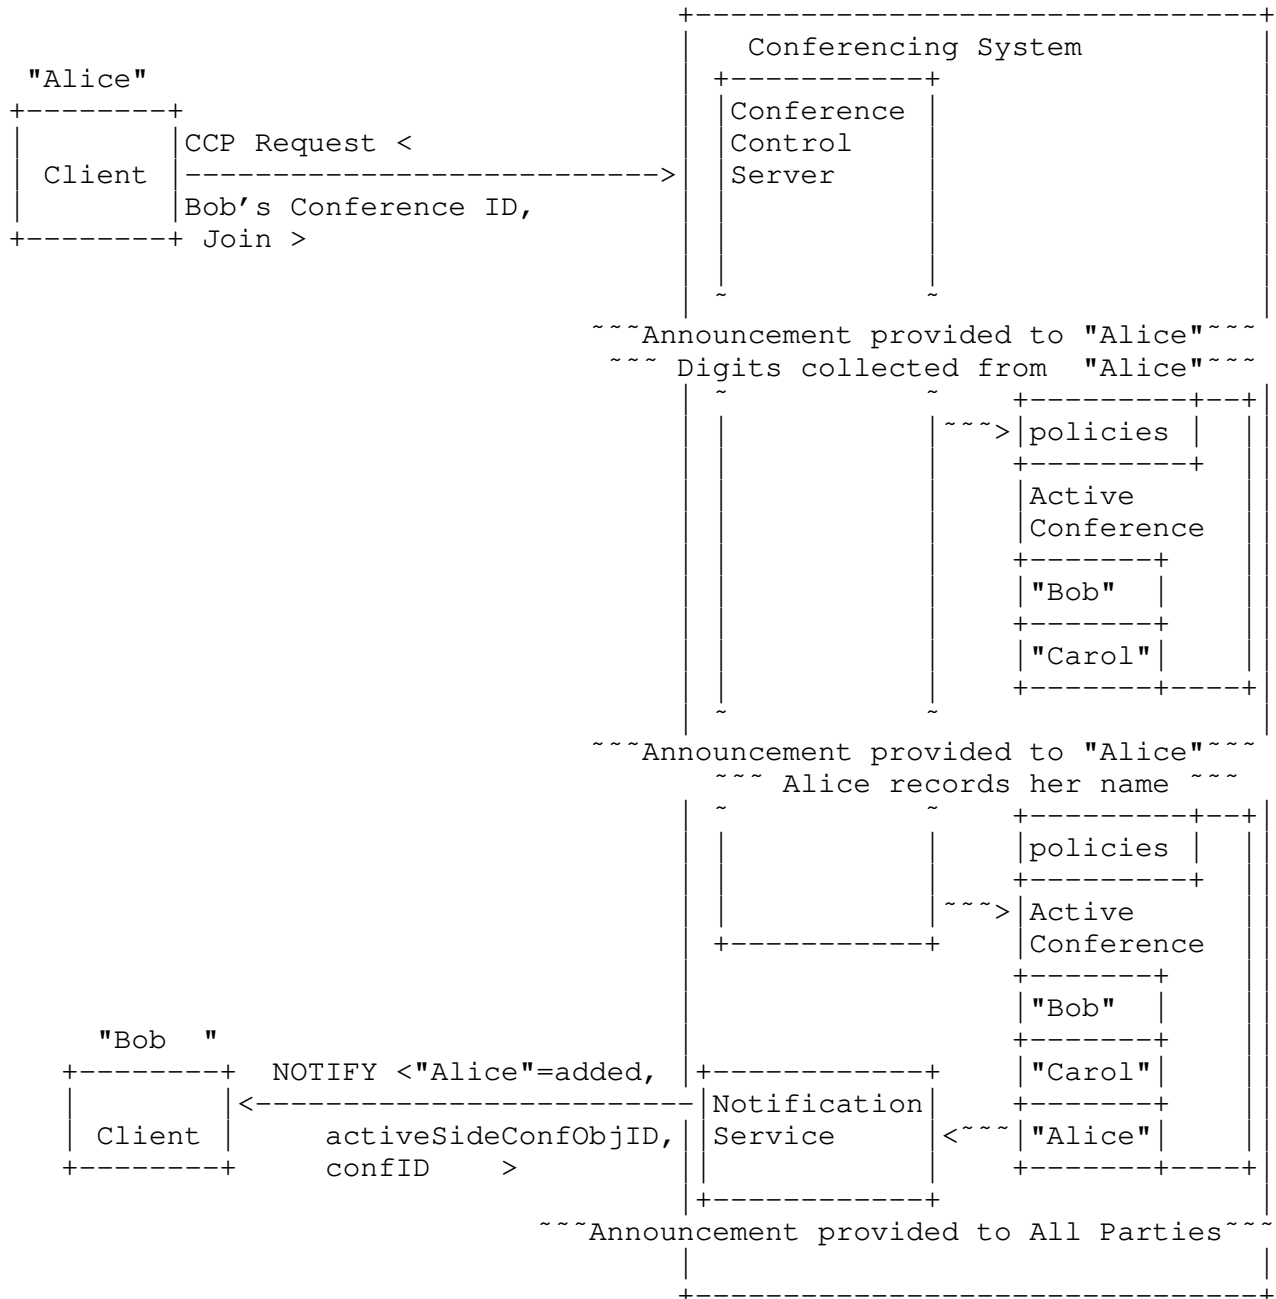 Conferencing System
"Alice"
Conference
CCP Request <
Control
Client
Server
Bob's Conference ID,
Join >
~~~Announcement provided to "Alice"~~~
~~~ Digits collected from  "Alice"~~~
~~~>policies
Active
Conference
"Bob"
"Carol"
~~~Announcement provided to "Alice"~~~
~~~ Alice records her name ~~~
policies
~~~>Active
Conference
"Bob"
"Bob  "
NOTIFY <"Alice"=added,
"Carol"
Notification
Client
activeSideConfObjID,
Service
<~~~"Alice"
confID    >
~~~Announcement provided to All Parties~~~